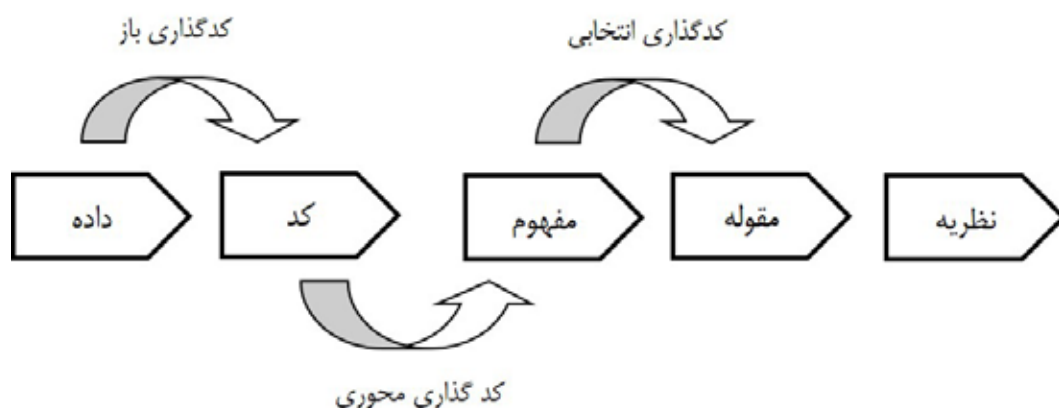 کدگذاری باز
کدگذاری انتخابی
داده
کد
مفهوم
مقوله
نظریه
کد گذاری محوری